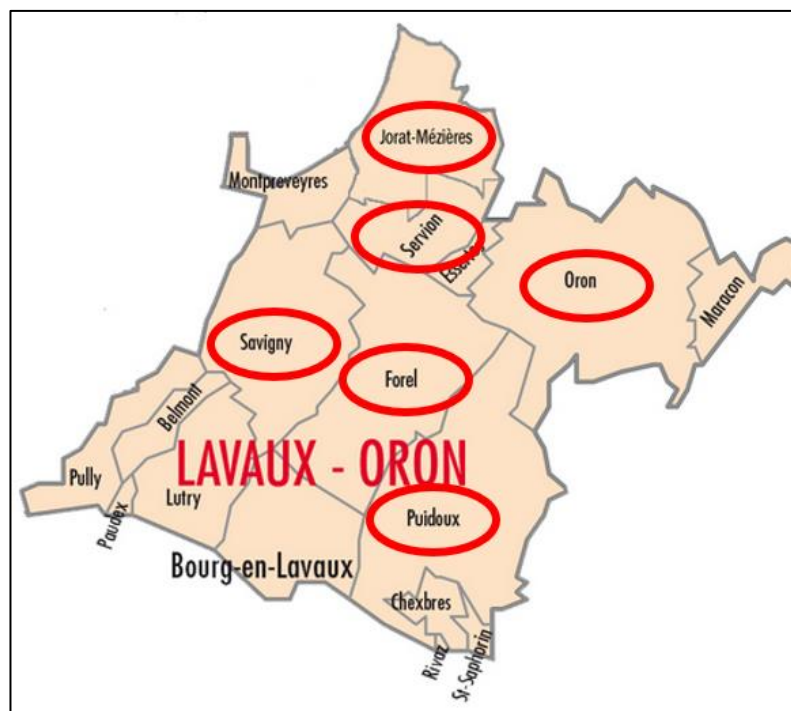 Jorat-Mézières
Montpreveyres
Servion
Essertes
Oron
Maracon
Savigny
Forel
Belmont
LAVAUX - ORON
Pully
Lutry
Paudex
Puidoux
Bourg-en-Lavaux
Chexbres
Rivaz
St-Saphorin